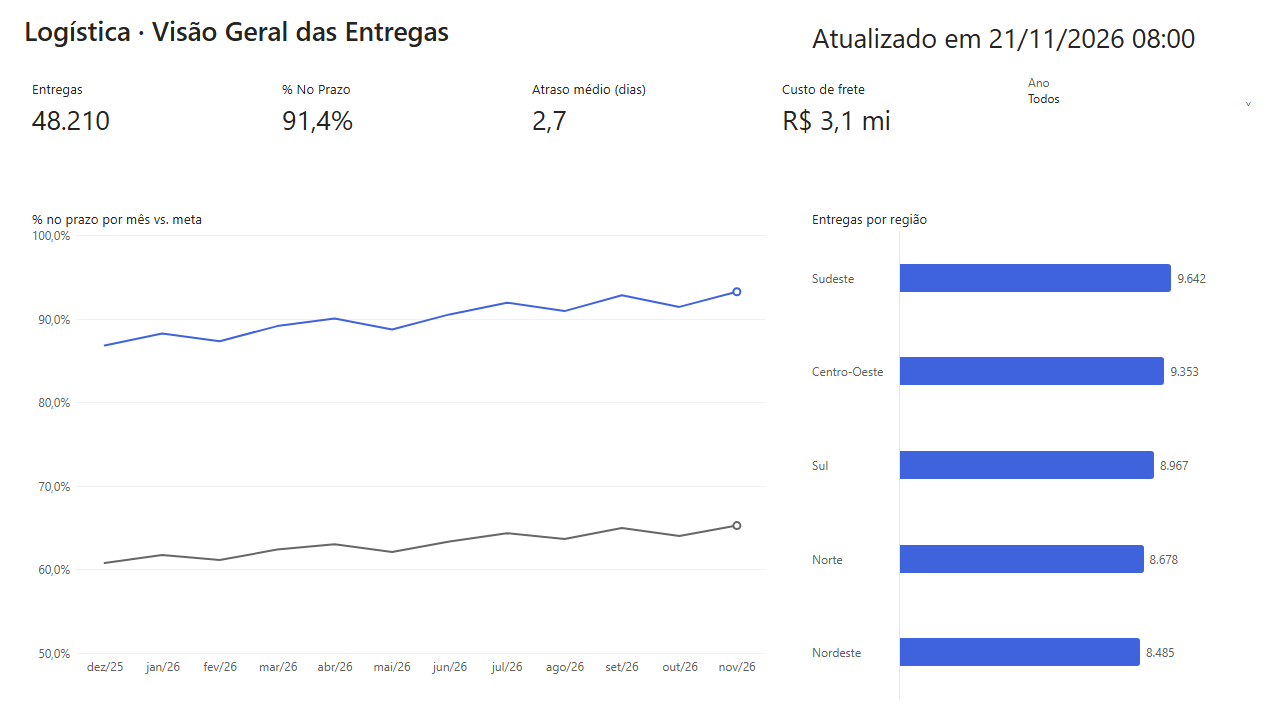 Logística · Visão Geral das Entregas
Atualizado em 21/11/2026 08:00
Entregas
48.210
% No Prazo
91,4%
Atraso médio (dias)
2,7
Custo de frete
R$ 3,1 mi
Ano
Todos
% no prazo por mês vs. meta
100,0%
90,0%
80,0%
70,0%
60,0%
50,0%
dez/25 jan/26 fev/26 mar/26 abr/26 mai/26 jun/26 jul/26 ago/26 set/26 out/26 nov/26
Entregas por região
Sudeste 9.642
Centro-Oeste 9.353
Sul 8.967
Norte 8.678
Nordeste 8.485